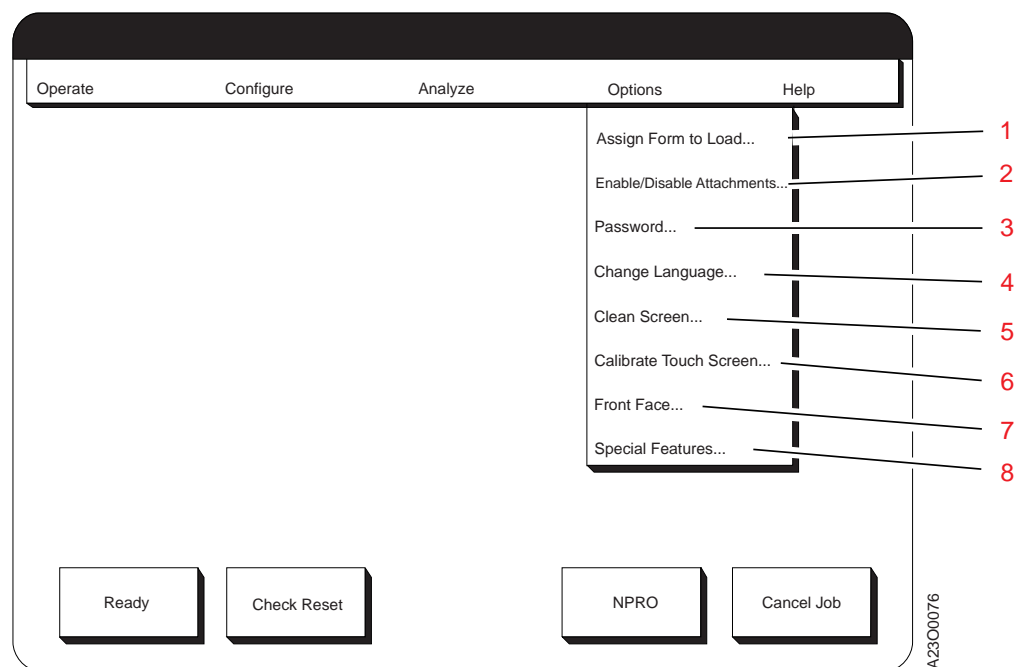 Operate Configure Analyze Options Help
Assign Form to Load... 1
Enable/Disable Attachments... 2
Password... 3
Change Language... 4
Clean Screen... 5
Calibrate Touch Screen... 6
Front Face... 7
Special Features... 8
Ready Check Reset NPRO Cancel Job
A23O0076